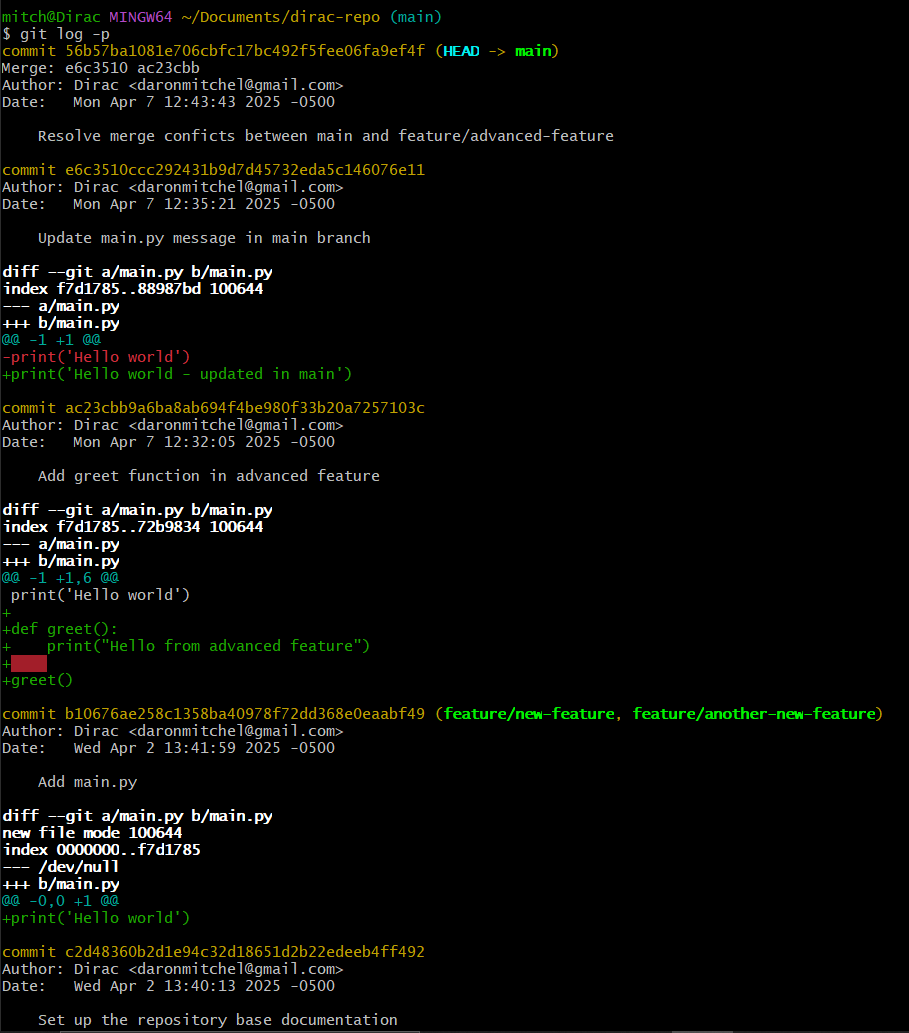 mitch@Dirac MINGW64 ~/Documents/dirac-repo (main)
$ git log -p
commit 56b57ba1081e706cbfc17bc492f5fee06fa9ef4f (HEAD -> main)
Merge: e6c3510 ac23cbb
Author: Dirac <daronmitchel@gmail.com>
Date:   Mon Apr 7 12:43:43 2025 -0500

    Resolve merge conficts between main and feature/advanced-feature

commit e6c3510ccc292431b9d7d45732eda5c146076e11
Author: Dirac <daronmitchel@gmail.com>
Date:   Mon Apr 7 12:35:21 2025 -0500

    Update main.py message in main branch

diff --git a/main.py b/main.py
index f7d1785..88987bd 100644
--- a/main.py
+++ b/main.py
@@ -1 +1 @@
-print('Hello world')
+print('Hello world - updated in main')

commit ac23cbb9a6ba8ab694f4be980f33b20a7257103c
Author: Dirac <daronmitchel@gmail.com>
Date:   Mon Apr 7 12:32:05 2025 -0500

    Add greet function in advanced feature

diff --git a/main.py b/main.py
index f7d1785..72b9834 100644
--- a/main.py
+++ b/main.py
@@ -1 +1,6 @@
 print('Hello world')
+
+def greet():
+    print("Hello from advanced feature")
+
+greet()

commit b10676ae258c1358ba40978f72dd368e0eaabf49 (feature/new-feature, feature/another-new-feature)
Author: Dirac <daronmitchel@gmail.com>
Date:   Wed Apr 2 13:41:59 2025 -0500

    Add main.py

diff --git a/main.py b/main.py
new file mode 100644
index 0000000..f7d1785
--- /dev/null
+++ b/main.py
@@ -0,0 +1 @@
+print('Hello world')

commit c2d48360b2d1e94c32d18651d2b22edeeb4ff492
Author: Dirac <daronmitchel@gmail.com>
Date:   Wed Apr 2 13:40:13 2025 -0500

    Set up the repository base documentation